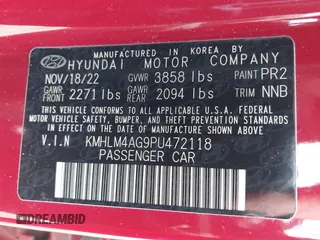 MANUFACTURED IN KOREA BY
HYUNDAI MOTOR COMPANY
NOV/18/22 GVWR 3858 lbs PAINT PR2
GAWR FRONT 2271 lbs GAWR REAR 2094 lbs TRIM NNB
THIS VEHICLE CONFORMS TO ALL APPLICABLE
U.S. FEDERAL MOTOR VEHICLE SAFETY, BUMPER,
AND THEFT PREVENTION STANDARDS IN EFFECT ON
THE DATE OF MANUFACTURE SHOWN ABOVE.
V.I.N KMHLM4AG9PU472118
PASSENGER CAR
DREAMBID